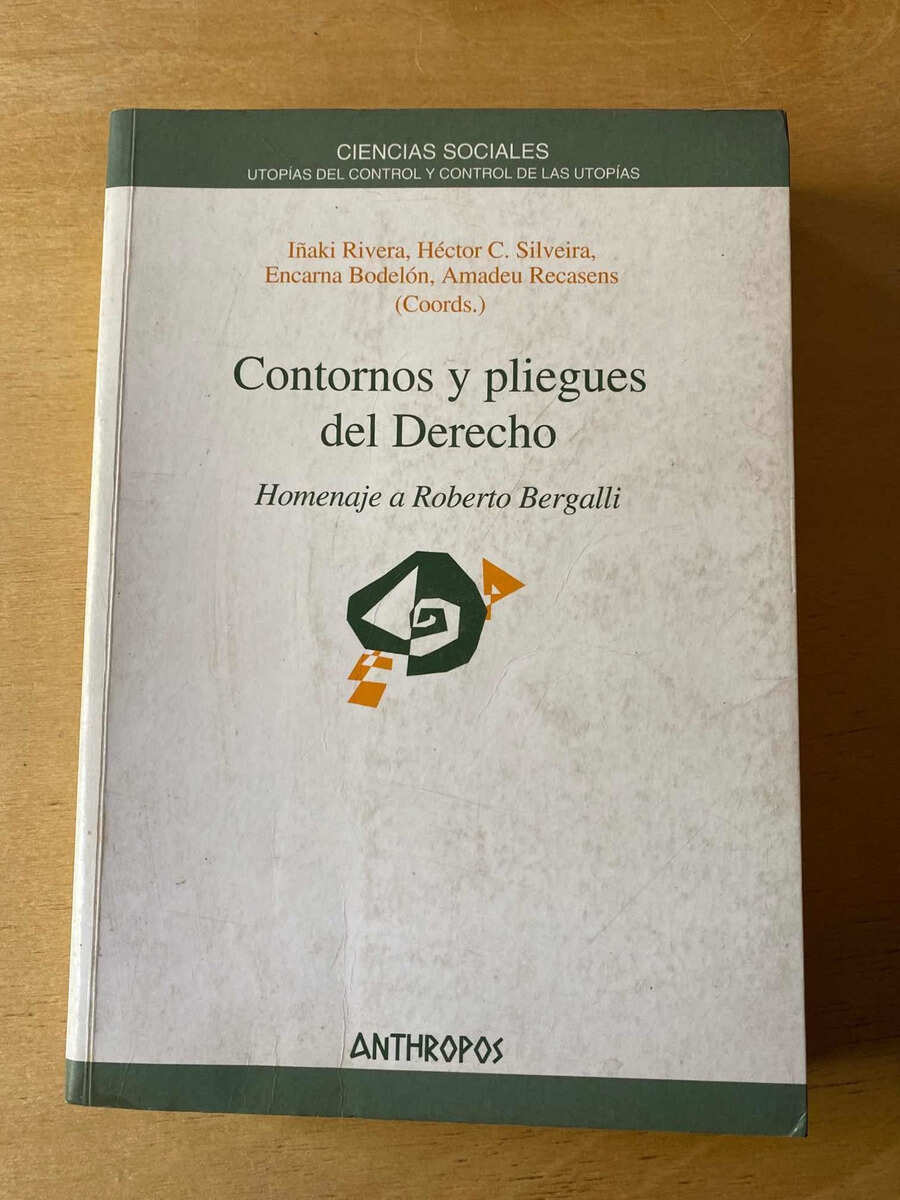 CIENCIAS SOCIALES
UTOPÍAS DEL CONTROL Y CONTROL DE LAS UTOPÍAS
Iñaki Rivera, Héctor C. Silveira,
Encarna Bodelón, Amadeu Recasens
(Coords.)
Contornos y pliegues
del Derecho
Homenaje a Roberto Bergalli
ANTHROPOS